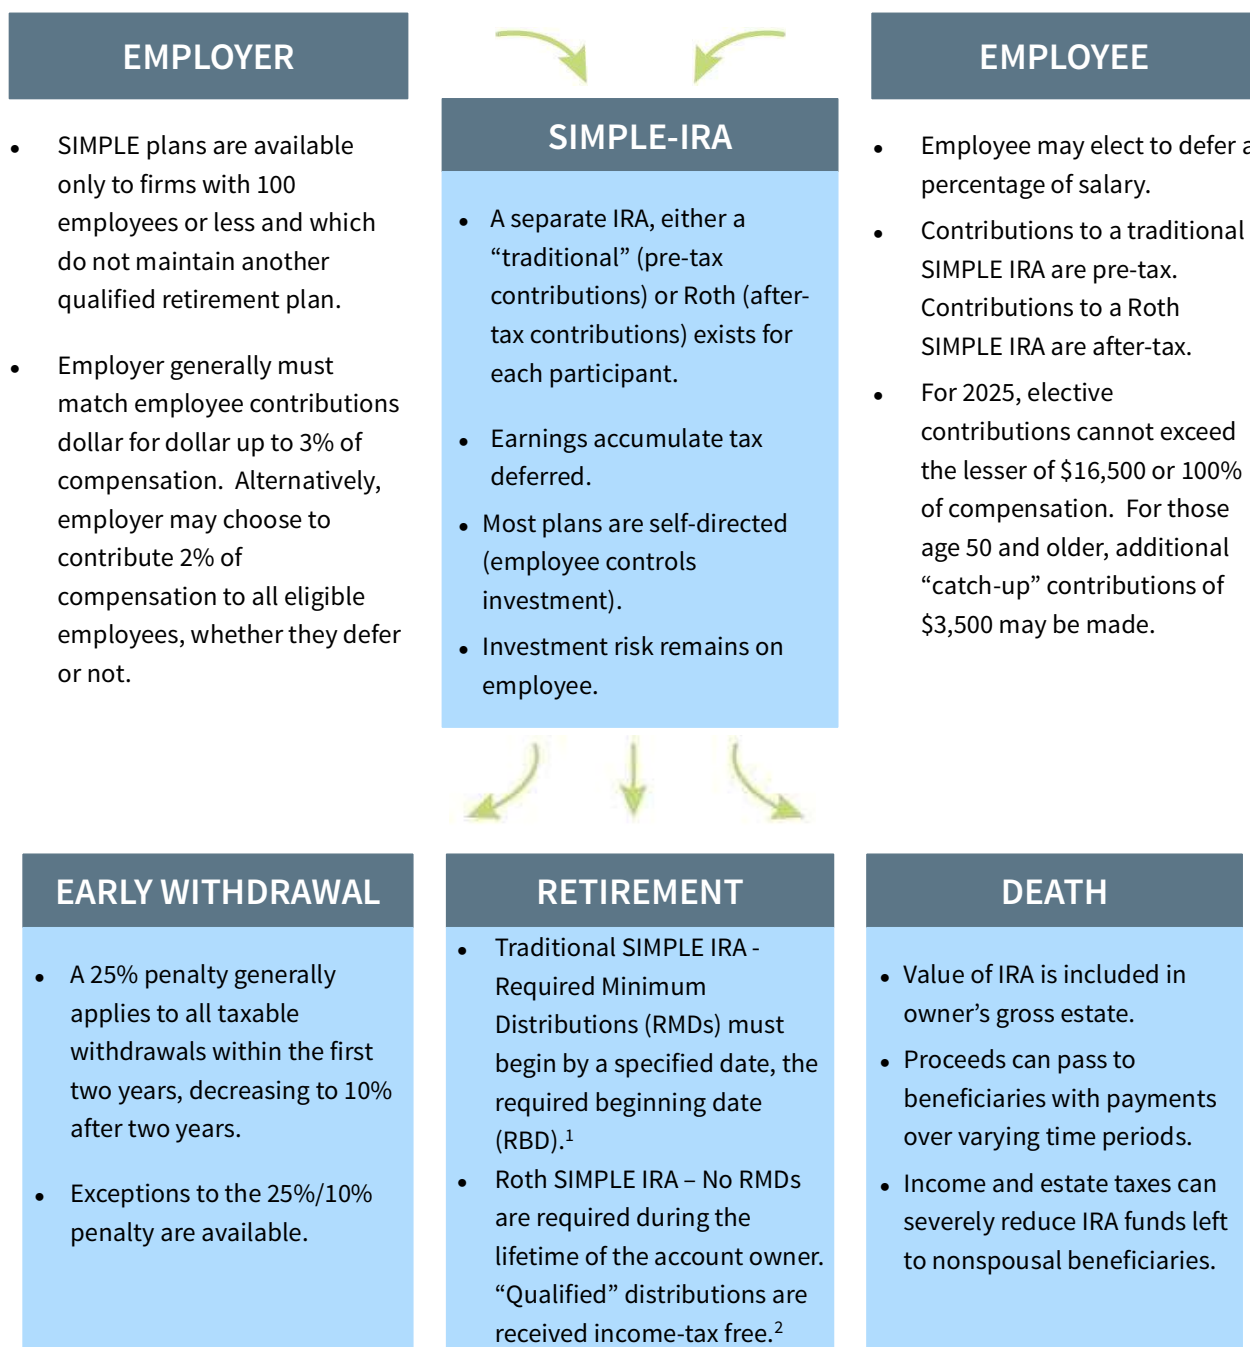 EMPLOYER
• SIMPLE plans are available
only to firms with 100
employees or less and which
do not maintain another
qualified retirement plan.
• Employer generally must
match employee contributions
dollar for dollar up to 3% of
compensation.  Alternatively,
employer may choose to
contribute 2% of
compensation to all eligible
employees, whether they defer
or not.
SIMPLE-IRA
• A separate IRA, either a
“traditional” (pre-tax
contributions) or Roth (after-
tax contributions) exists for
each participant.
• Earnings accumulate tax
deferred.
• Most plans are self-directed
(employee controls
investment).
• Investment risk remains on
employee.
EMPLOYEE
• Employee may elect to defer a
percentage of salary.
• Contributions to a traditional
SIMPLE IRA are pre-tax.
Contributions to a Roth
SIMPLE IRA are after-tax.
• For 2025, elective
contributions cannot exceed
the lesser of $16,500 or 100%
of compensation.  For those
age 50 and older, additional
“catch-up” contributions of
$3,500 may be made.
EARLY WITHDRAWAL
• A 25% penalty generally
applies to all taxable
withdrawals within the first
two years, decreasing to 10%
after two years.
• Exceptions to the 25%/10%
penalty are available.
RETIREMENT
• Traditional SIMPLE IRA -
Required Minimum
Distributions (RMDs) must
begin by a specified date, the
required beginning date
(RBD).¹
• Roth SIMPLE IRA – No RMDs
are required during the
lifetime of the account owner.
“Qualified” distributions are
received income-tax free.²
DEATH
• Value of IRA is included in
owner’s gross estate.
• Proceeds can pass to
beneficiaries with payments
over varying time periods.
• Income and estate taxes can
severely reduce IRA funds left
to nonspousal beneficiaries.